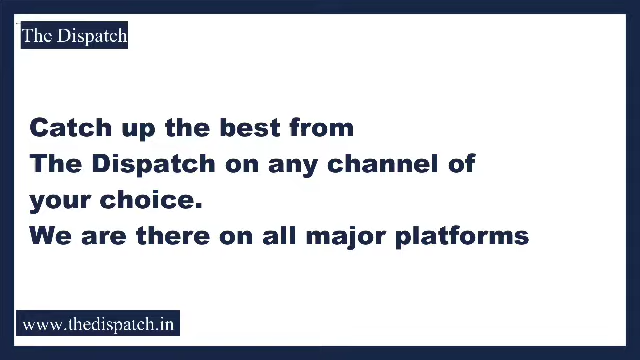 The Dispatch
Catch up the best from
The Dispatch on any channel of
your choice.
We are there on all major platforms
www.thedispatch.in